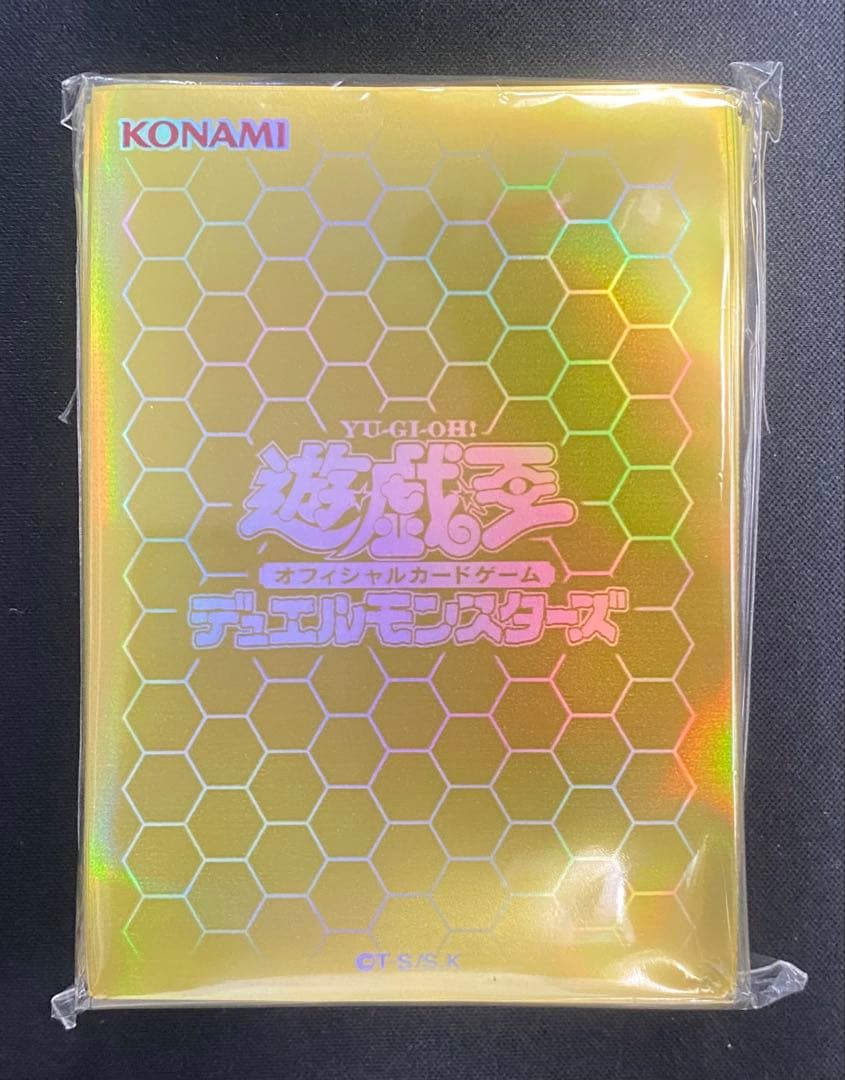 KONAMI
YU-GI-OH!
遊戯王
オフィシャルカードゲーム
デュエルモンスターズ
©T・S/S.K